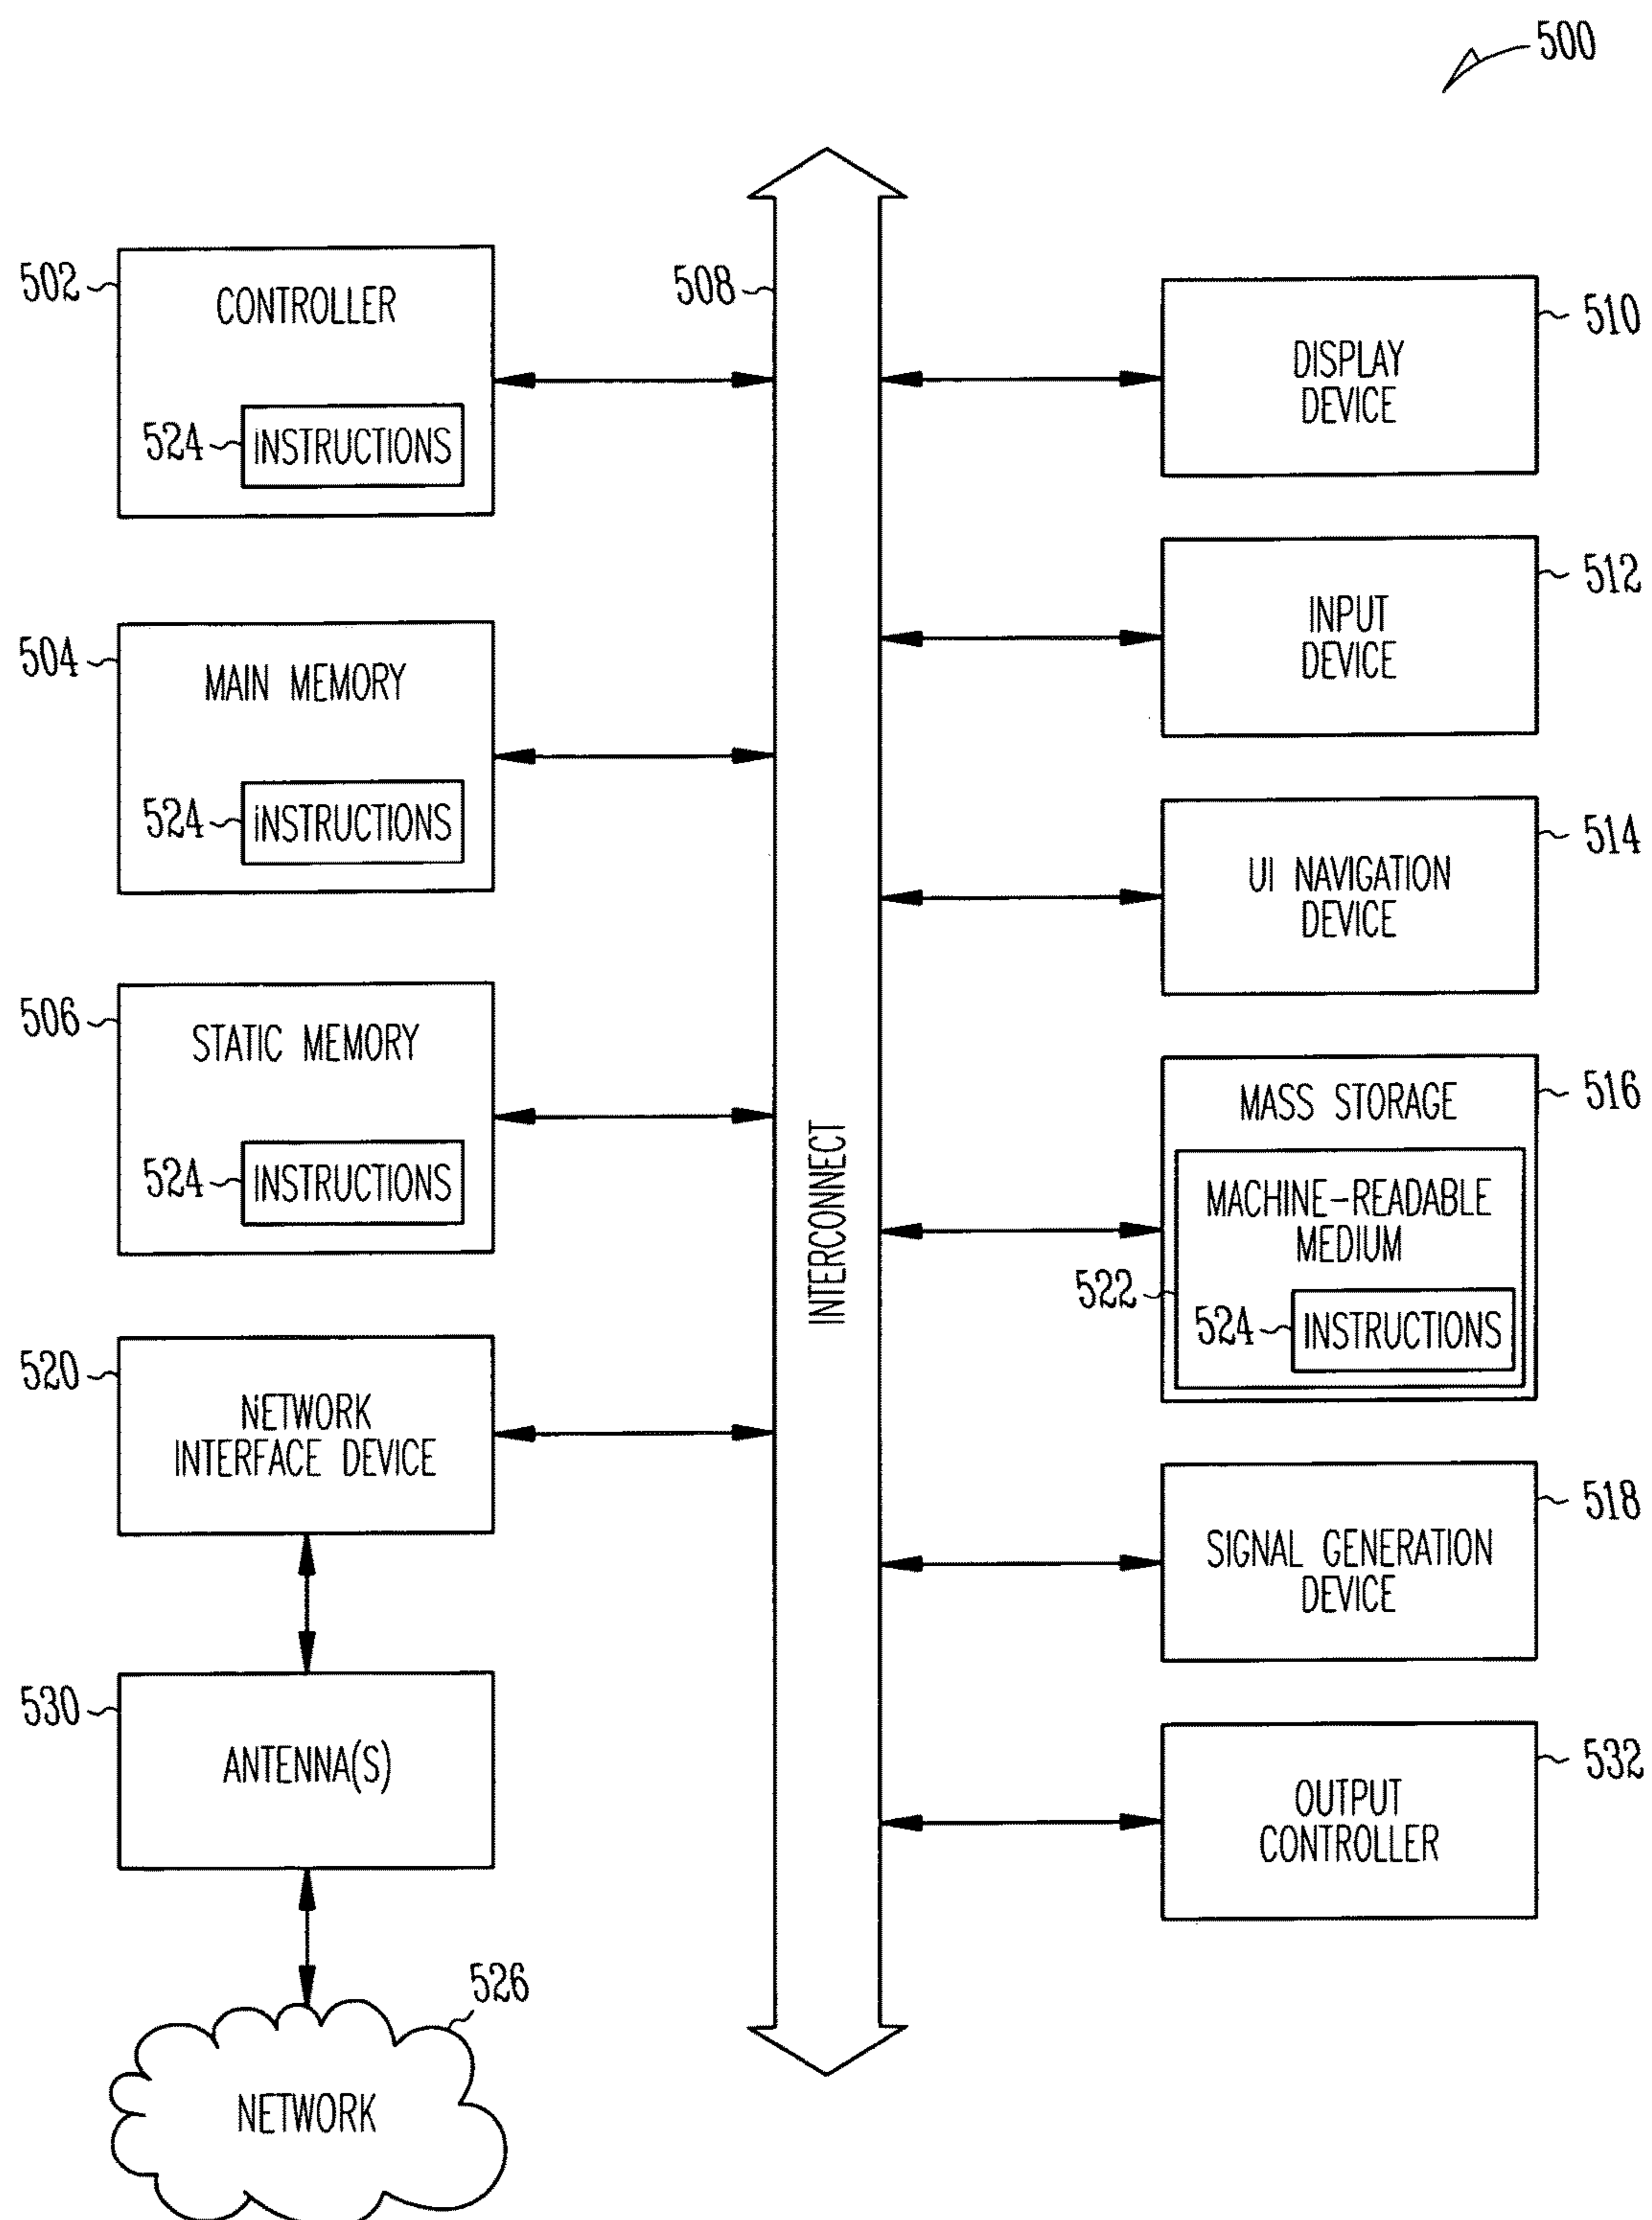 500
502
CONTROLLER
524
INSTRUCTIONS
504
MAIN MEMORY
524
INSTRUCTIONS
506
STATIC MEMORY
524
INSTRUCTIONS
520
NETWORK
INTERFACE DEVICE
530
ANTENNA(S)
526
NETWORK
508
INTERCONNECT
510
DISPLAY
DEVICE
512
INPUT
DEVICE
514
UI NAVIGATION
DEVICE
516
MASS STORAGE
MACHINE-READABLE
MEDIUM
522
524
INSTRUCTIONS
518
SIGNAL GENERATION
DEVICE
532
OUTPUT
CONTROLLER